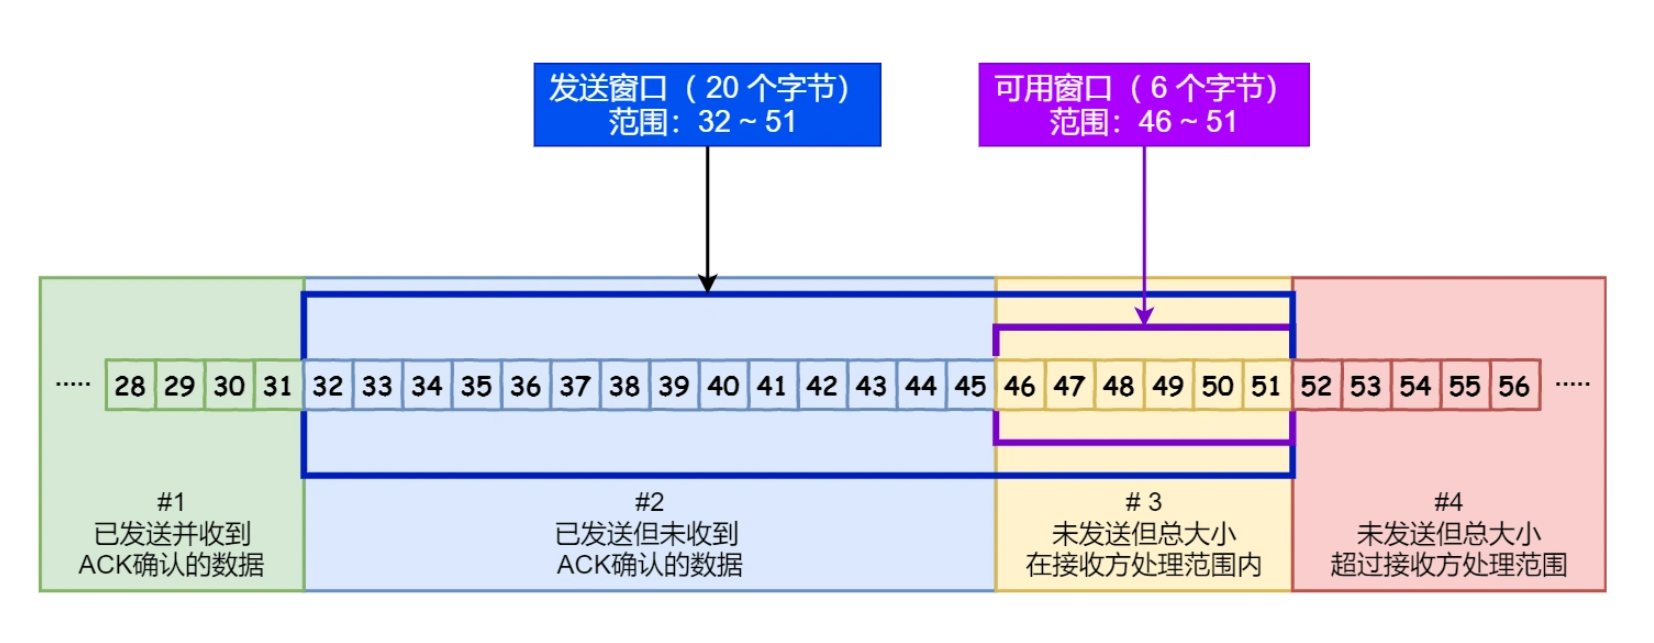 发送窗口（ 20 个字节）
范围：32 ~ 51
可用窗口（ 6 个字节）
范围：46 ~ 51
..... 28 29 30 31 32 33 34 35 36 37 38 39 40 41 42 43 44 45 46 47 48 49 50 51 52 53 54 55 56 .....
#1
已发送并收到
ACK确认的数据
#2
已发送但未收到
ACK确认的数据
# 3
未发送但总大小
在接收方处理范围内
#4
未发送但总大小
超过接收方处理范围